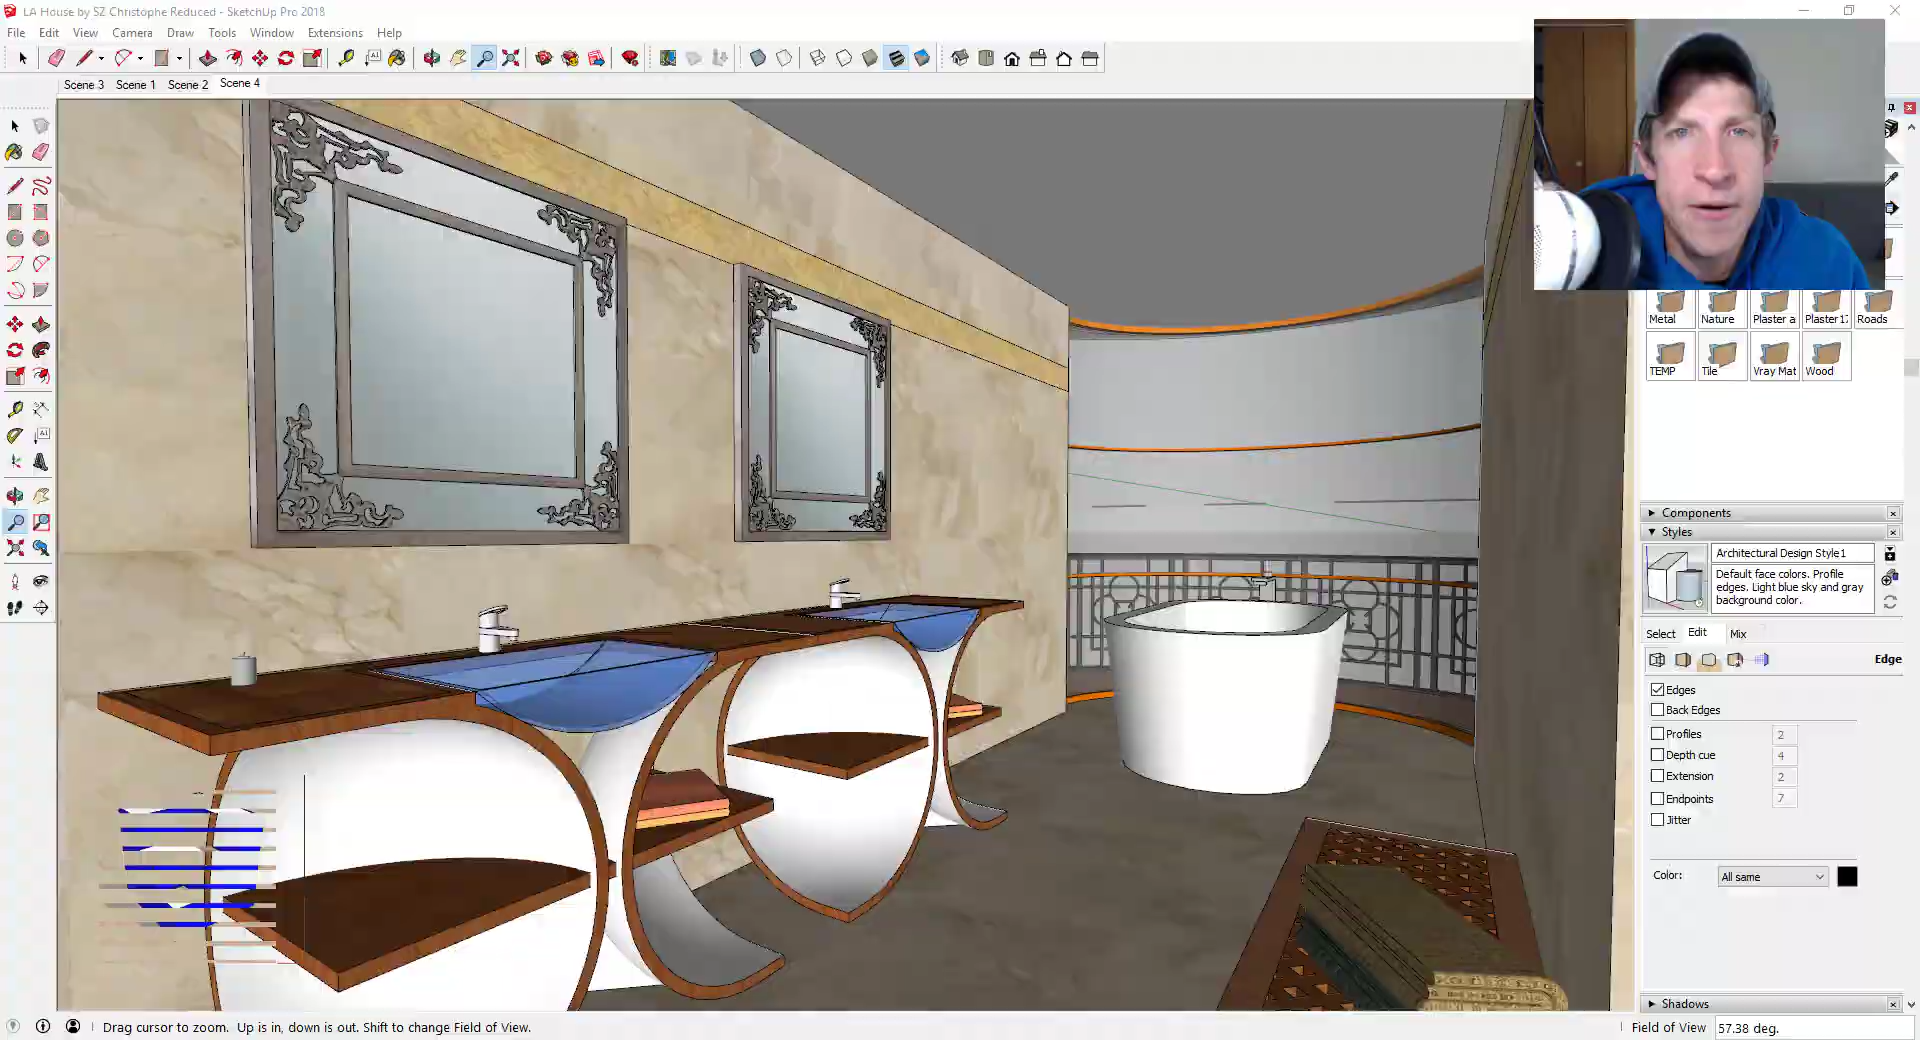 LA House by SZ Christophe Reduced - SketchUp Pro 2018
File Edit View Camera Draw Tools Window Extensions Help
Scene 3 Scene 1 Scene 2 Scene 4
Metal Nature Plaster a Plaster17 Roads
TEMP Tile Vray Mat Wood
Components
Styles
Architectural Design Style1
Default face colors. Profile
edges. Light blue sky and gray
background color.
Select Edit Mix
Edge
Edges
Back Edges
Profiles 2
Depth cue 4
Extension 2
Endpoints 7
Jitter
Color: All same
Shadows
Drag cursor to zoom. Up is in, down is out. Shift to change Field of View.
Field of View 57.38 deg.